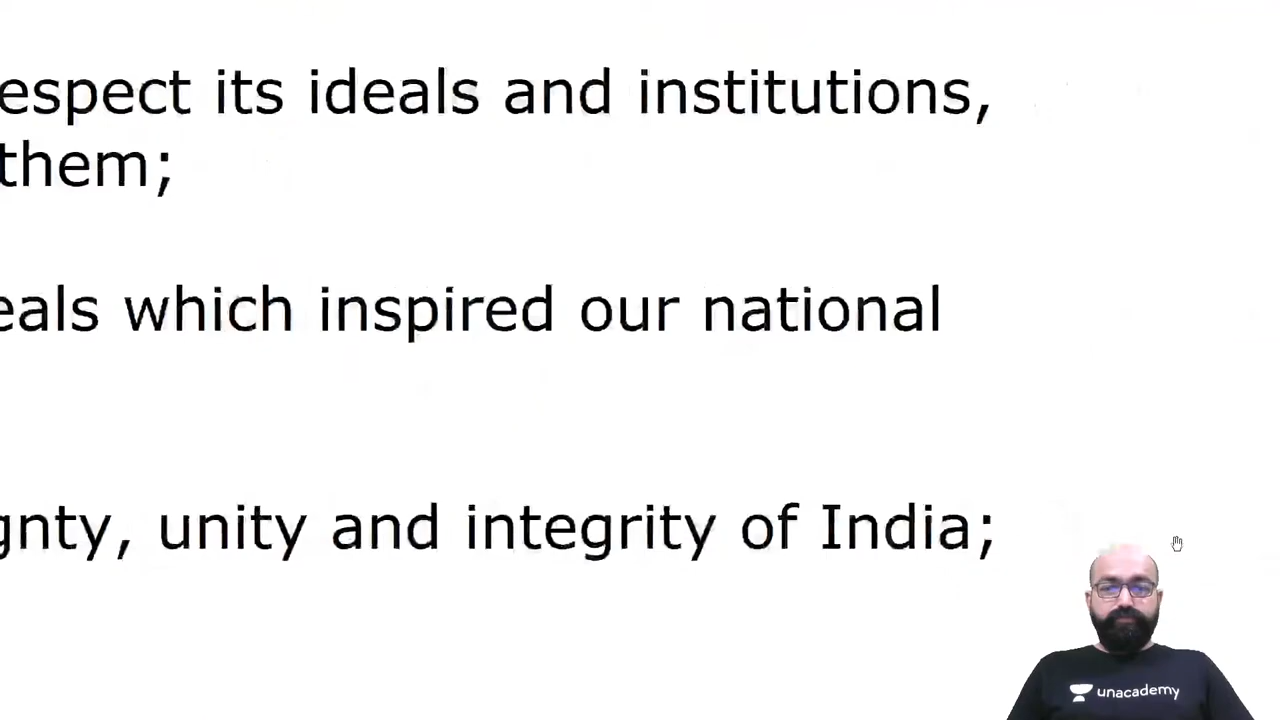 espect its ideals and institutions,
them;
eals which inspired our national
gnty, unity and integrity of India;
unacademy